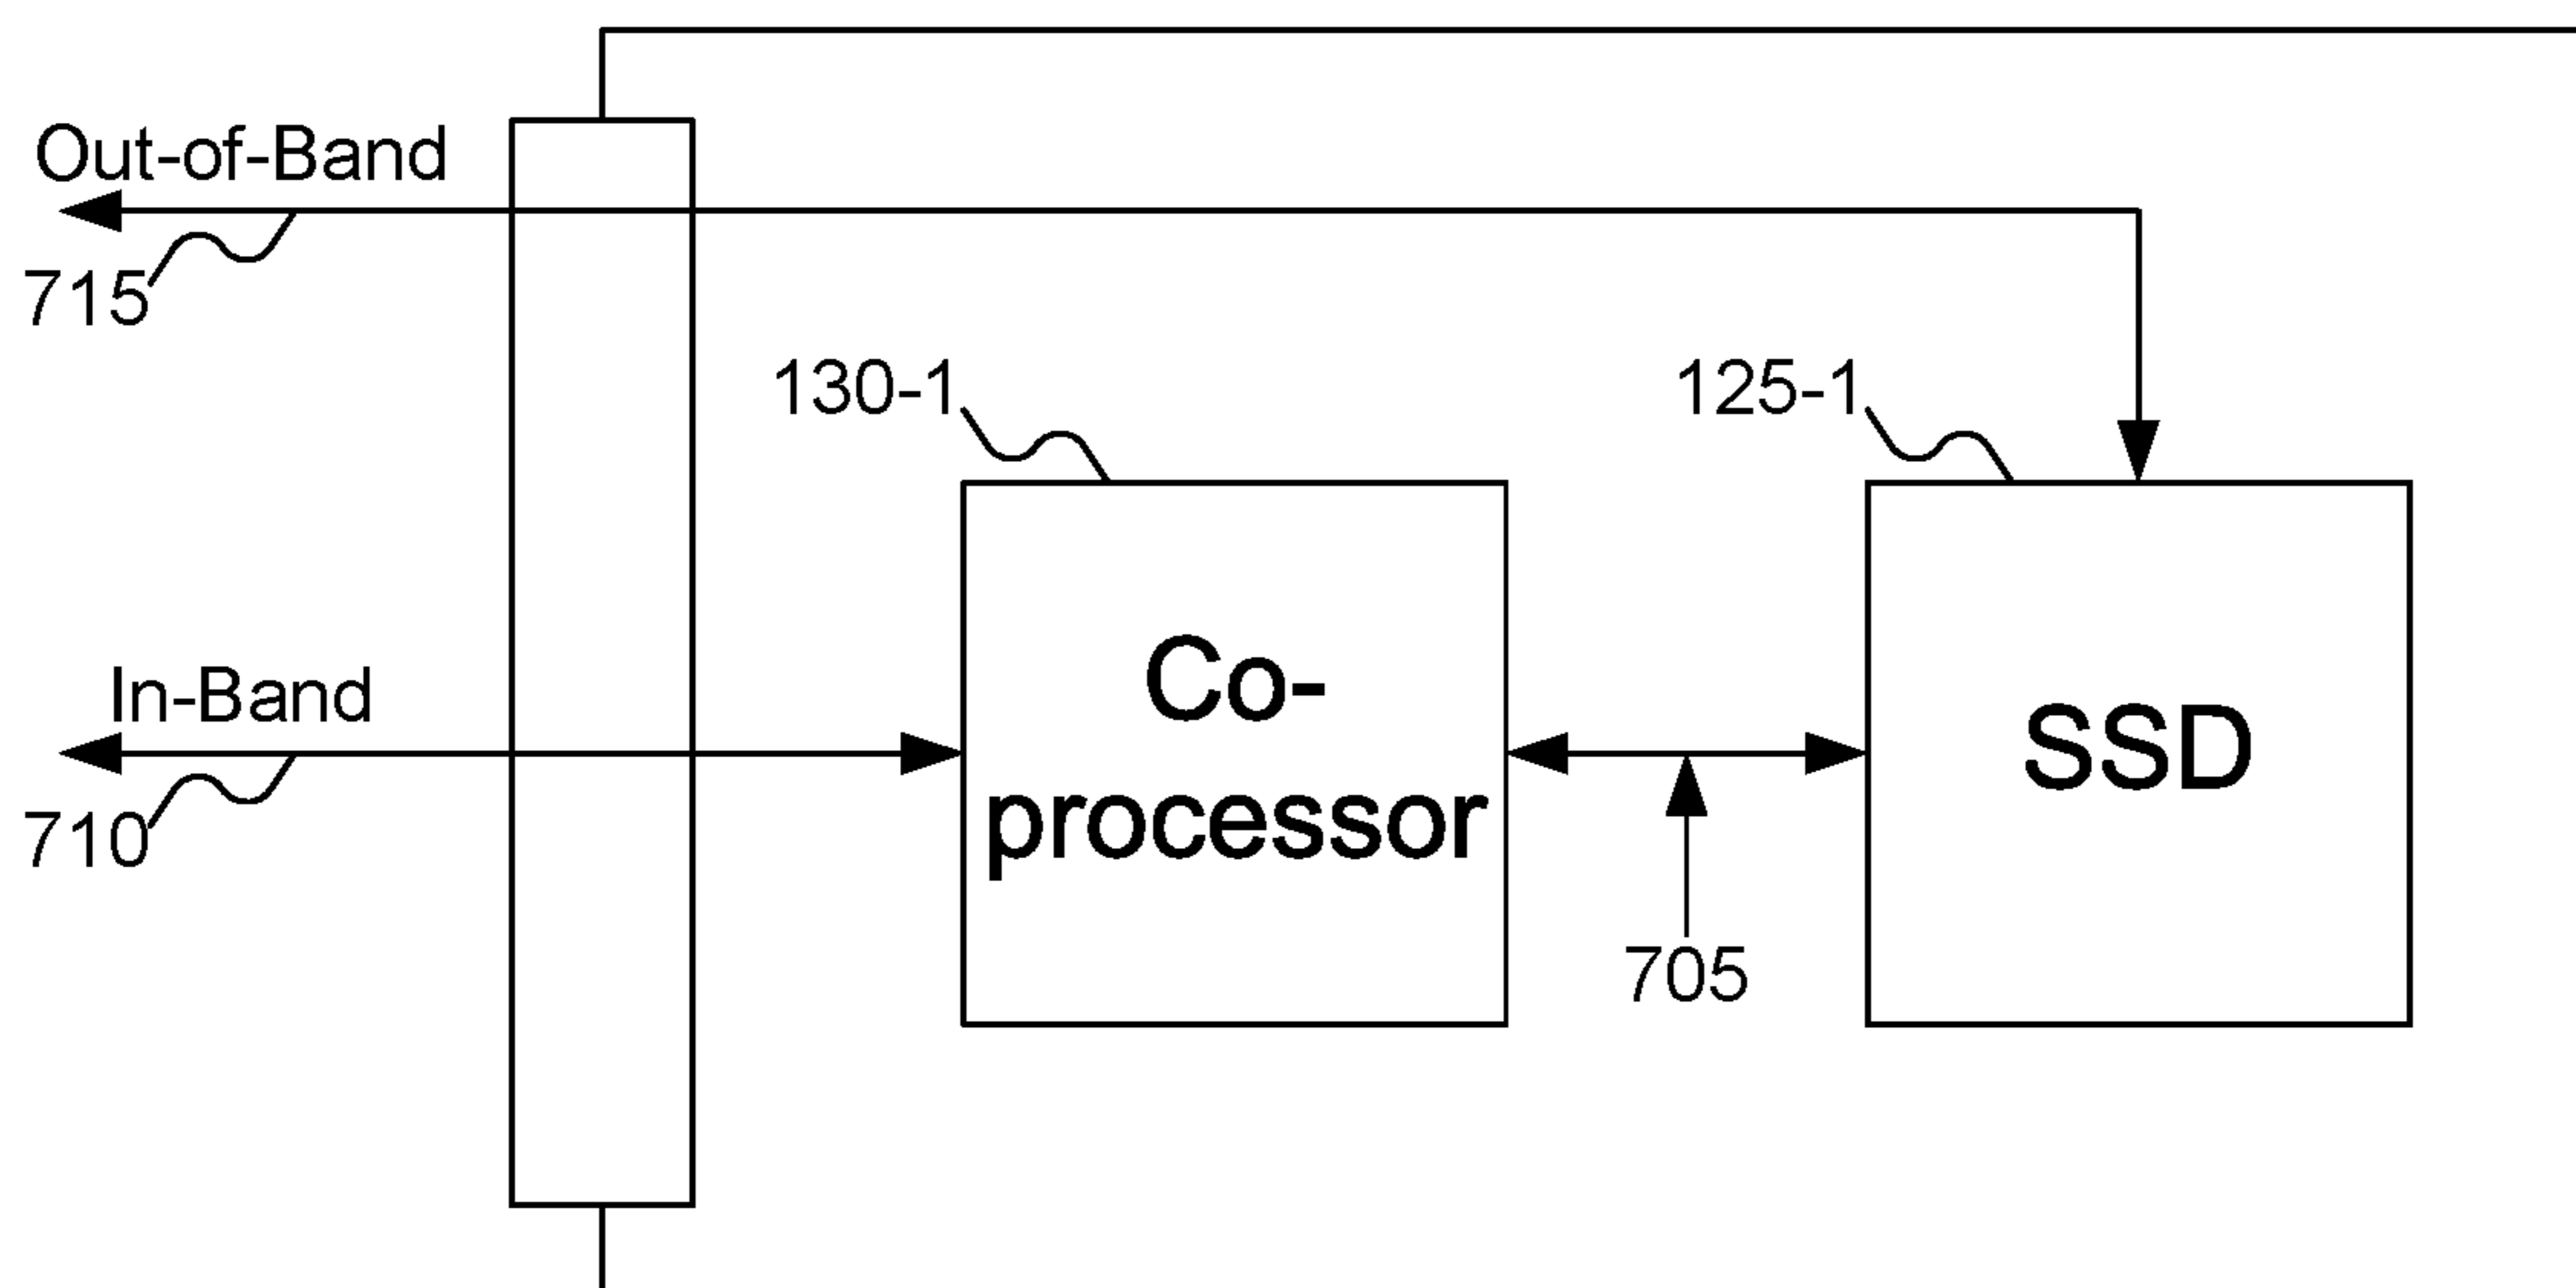 Out-of-Band
715
130-1
125-1
In-Band
710
Co-
processor
SSD
705